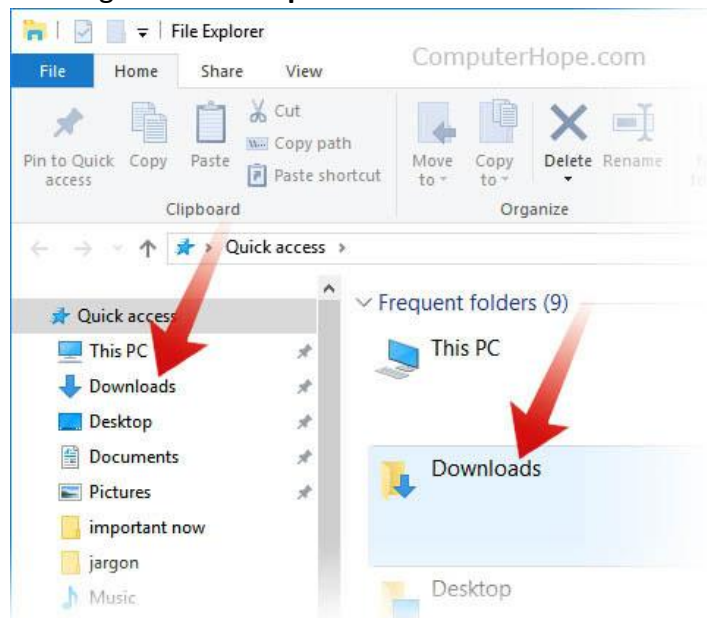 File Explorer
ComputerHope.com
File Home Share View
Pin to Quick access
Copy
Paste
Cut
Copy path
Paste shortcut
Move to
Copy to
Delete
Rename
Clipboard
Organize
Quick access
Quick access
This PC
Downloads
Desktop
Documents
Pictures
important now
jargon
Music
Frequent folders (9)
This PC
Downloads
Desktop